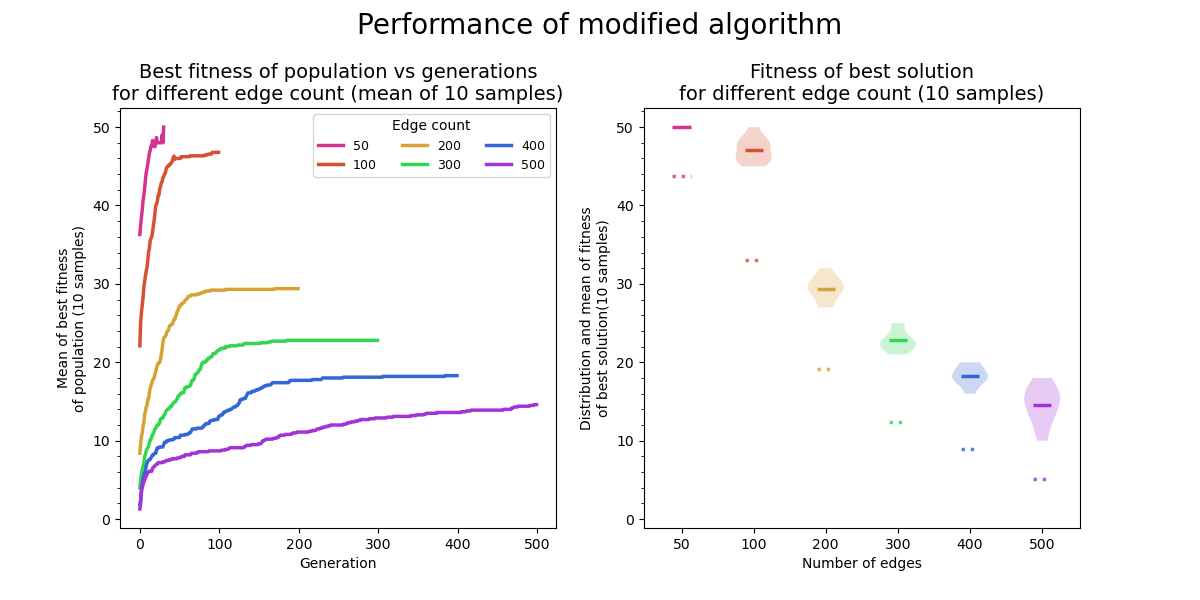 Performance of modified algorithm
Best fitness of population vs generations
for different edge count (mean of 10 samples)
Mean of best fitness
of population (10 samples)
50
40
30
20
10
0
Edge count
50
100
200
300
400
500
0 100 200 300 400 500
Generation
Fitness of best solution
for different edge count (10 samples)
Distribution and mean of fitness
of best solution(10 samples)
50
40
30
20
10
0
50 100 200 300 400 500
Number of edges